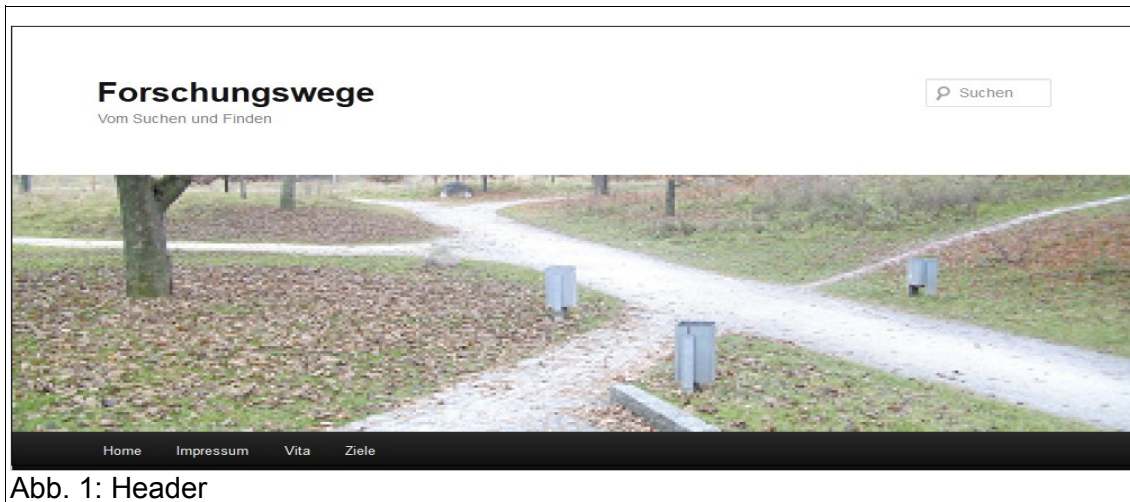 Forschungswege
Vom Suchen und Finden
Suchen
Home Impressum Vita Ziele
Abb. 1: Header